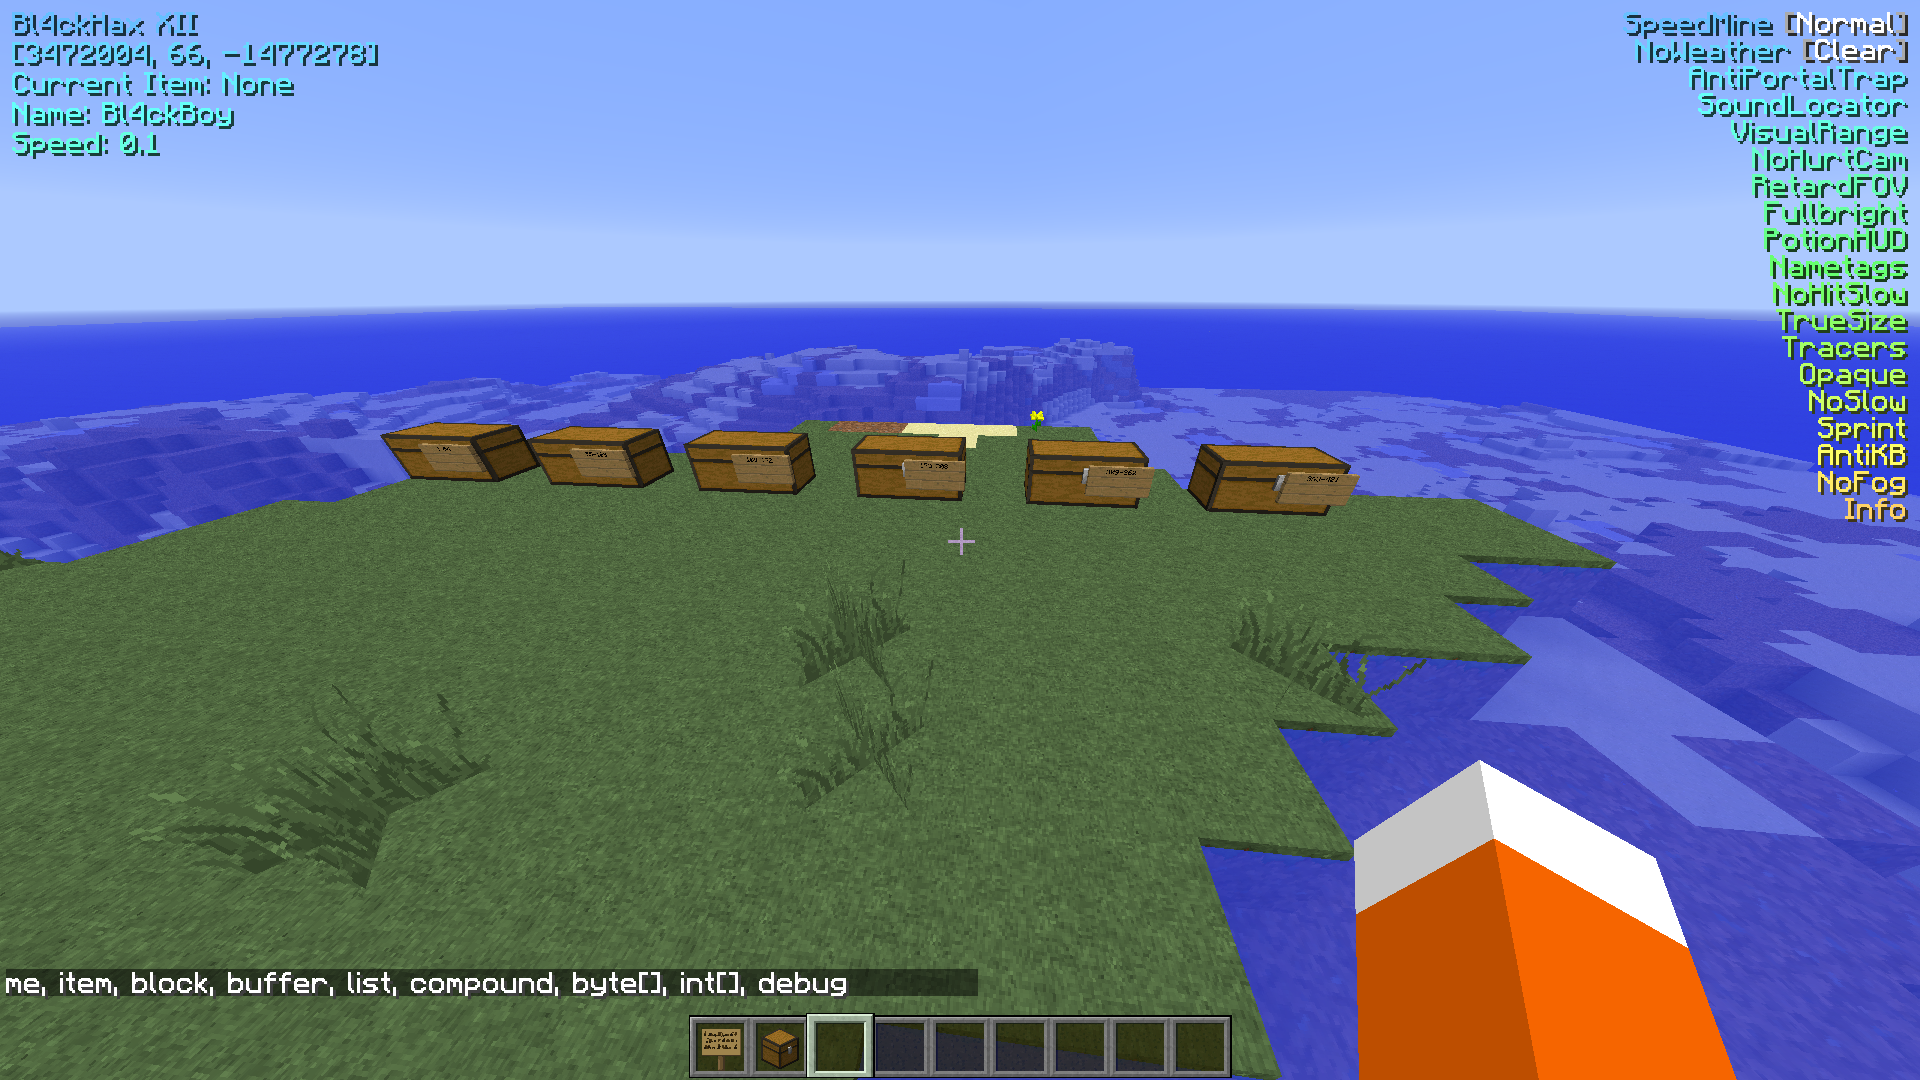 Bl4ckHax XII
[3472004, 66, -1477278]
Current Item: None
Name: Bl4ckBoy
Speed: 0.1
SpeedMine [Normal]
NoWeather [Clear]
AntiPortalTrap
SoundLocator
VisualRange
NoHurtCam
RetardFOV
Fullbright
PotionHUD
Nametags
NoHitSlow
TrueSize
Tracers
Opaque
NoSlow
Sprint
AntiKB
NoFog
Info
me, item, block, buffer, list, compound, byte[], int[], debug